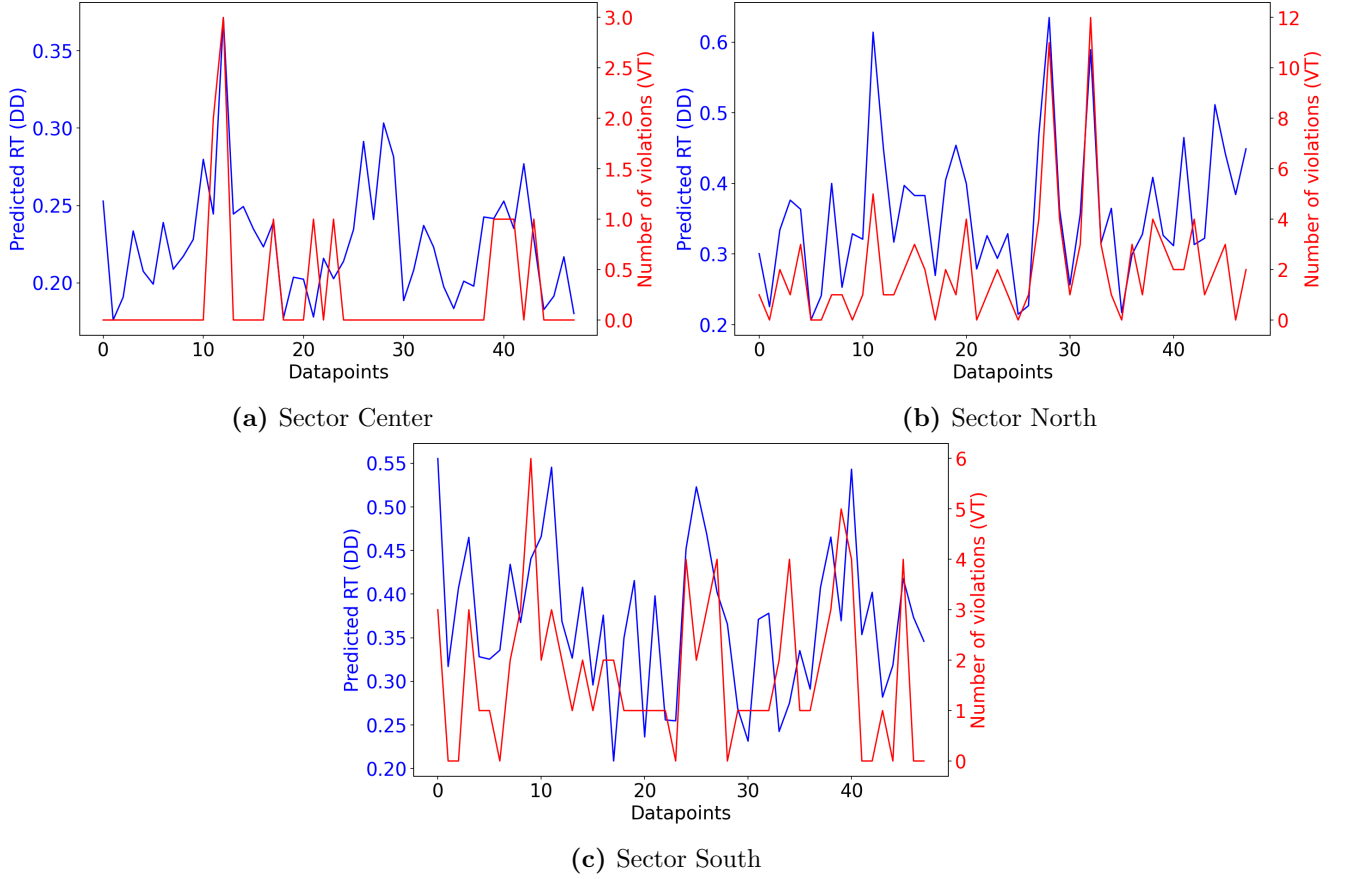 0.35
0.30
0.25
0.20
Predicted RT (DD)
3.0
2.5
2.0
1.5
1.0
0.5
0.0
Number of violations (VT)
0 10 20 30 40
Datapoints
(a) Sector Center
0.6
0.5
0.4
0.3
0.2
Predicted RT (DD)
12
10
8
6
4
2
0
Number of violations (VT)
0 10 20 30 40
Datapoints
(b) Sector North
0.55
0.50
0.45
0.40
0.35
0.30
0.25
0.20
Predicted RT (DD)
6
5
4
3
2
1
0
Number of violations (VT)
0 10 20 30 40
Datapoints
(c) Sector South